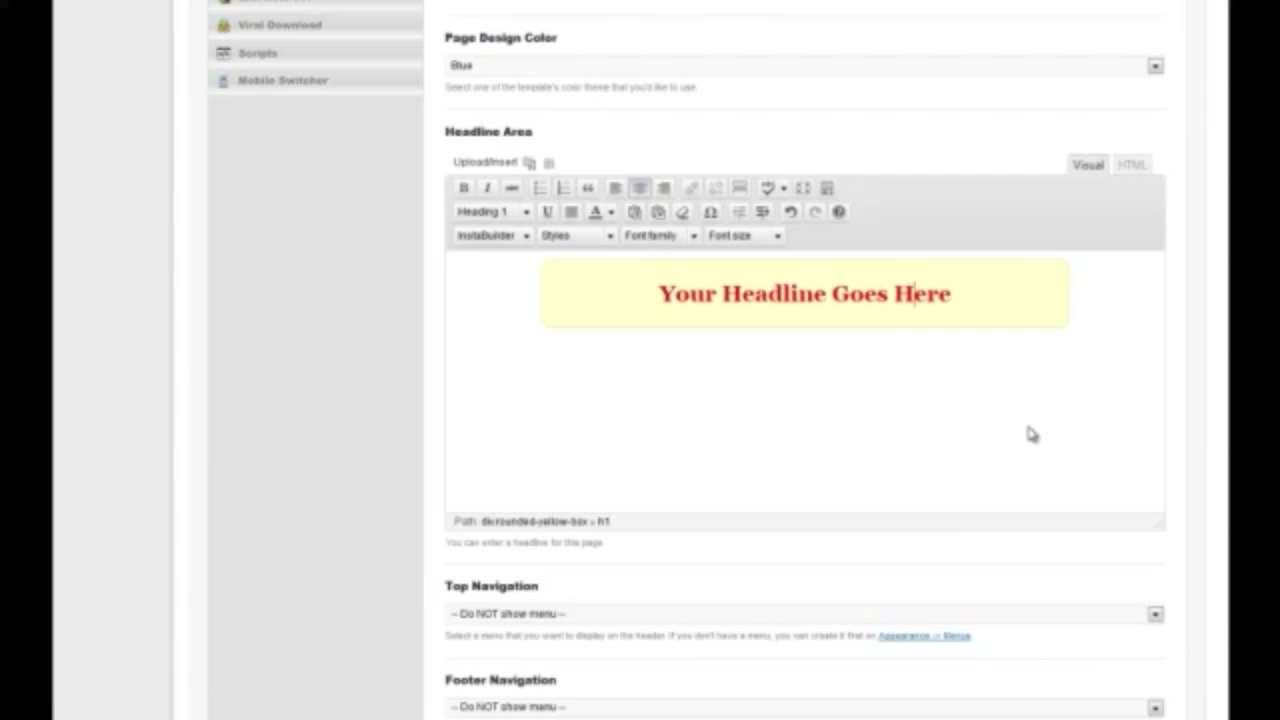 Viral Download
Scripts
Mobile Switcher
Page Design Color
Blue
Select one of the template's color theme that you'd like to use.
Headline Area
Upload/Insert
Visual
HTML
B I ABC
Heading 1
U
A
Ω
InstaBuilder
Styles
Font family
Font size
Your Headline Goes Here
Path: div.rounded-yellow-box » h1
You can enter a headline for this page.
Top Navigation
-- Do NOT show menu --
Select a menu that you want to display on the header. If you don't have a menu, you can create it first on Appearance -> Menus.
Footer Navigation
-- Do NOT show menu --